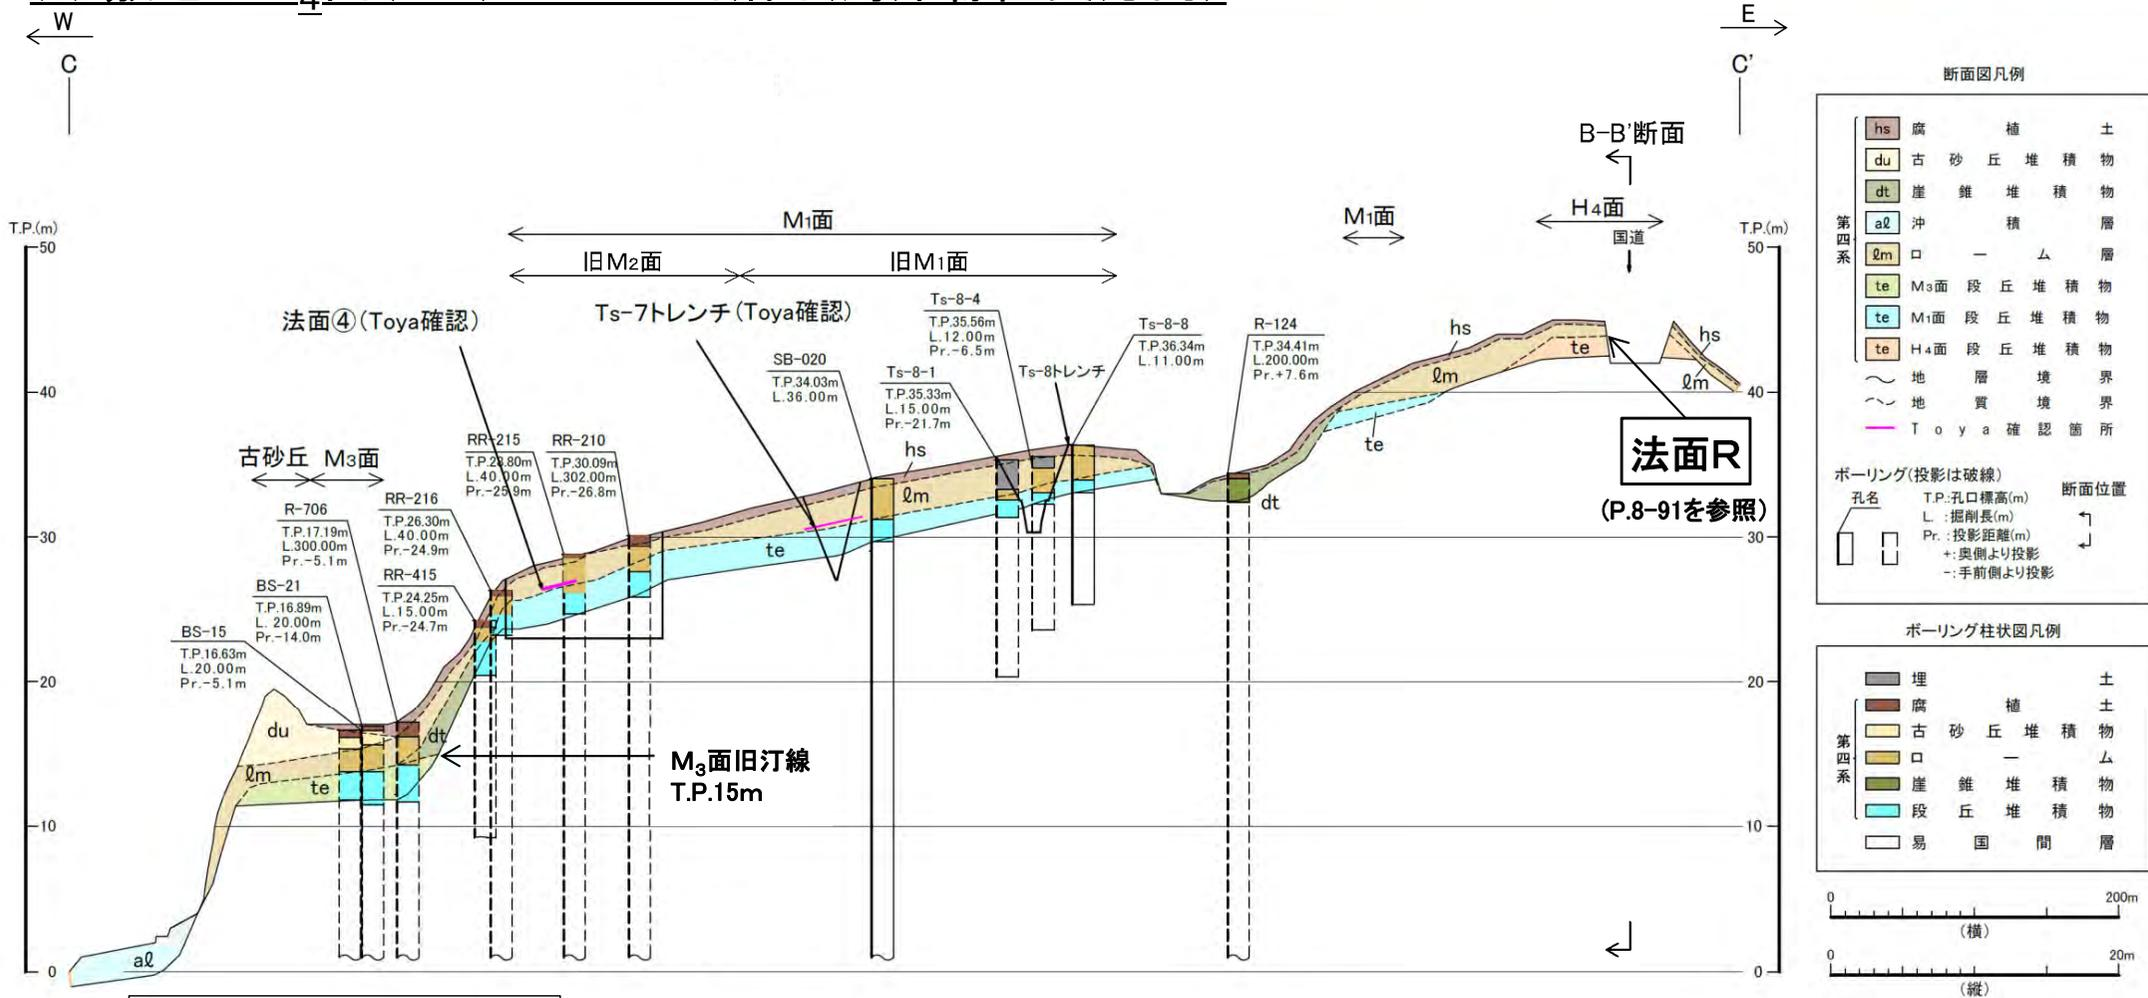 4
W
E
C
C'
B-B'断面
H4面
国道
M1面
M1面
旧M2面
旧M1面
T.P.(m)
50
40
30
20
10
0
T.P.(m)
50
40
30
20
10
0
法面④(Toya確認)
Ts-7トレンチ(Toya確認)
Ts-8-4
T.P.35.56m
L.12.00m
Pr.-6.5m
Ts-8-8
T.P.36.34m
L.11.00m
R-124
T.P.34.41m
L.200.00m
Pr.+7.6m
SB-020
T.P.34.03m
L.36.00m
Ts-8-1
T.P.35.33m
L.15.00m
Pr.-21.7m
Ts-8トレンチ
RR-215
T.P.28.80m
L.40.00m
Pr.-25.9m
RR-210
T.P.30.09m
L.302.00m
Pr.-26.8m
古砂丘
M3面
RR-216
T.P.26.30m
L.40.00m
Pr.-24.9m
R-706
T.P.17.19m
L.300.00m
Pr.-5.1m
RR-415
T.P.24.25m
L.15.00m
Pr.-24.7m
BS-21
T.P.16.89m
L. 20.00m
Pr.-14.0m
BS-15
T.P.16.63m
L.20.00m
Pr.-5.1m
hs
ℓm
te
hs
ℓm
te
te
hs
ℓm
dt
du
ℓm
te
dt
aℓ
M3面旧汀線
T.P.15m
法面R
(P.8-91を参照)
断面図凡例
第四系
hs 腐植土
du 古砂丘堆積物
dt 崖錐堆積物
aℓ 沖積層
ℓm ローム層
te M3面段丘堆積物
te M1面段丘堆積物
te H4面段丘堆積物
地層境界
地質境界
Toya確認箇所
ボーリング(投影は破線)
孔名
T.P.:孔口標高(m)
L. :掘削長(m)
Pr. :投影距離(m)
+:奥側より投影
-:手前側より投影
断面位置
ボーリング柱状図凡例
埋土
第四系
腐植土
古砂丘堆積物
ローム
崖錐堆積物
段丘堆積物
易国間層
0 200m
(横)
0 20m
(縦)